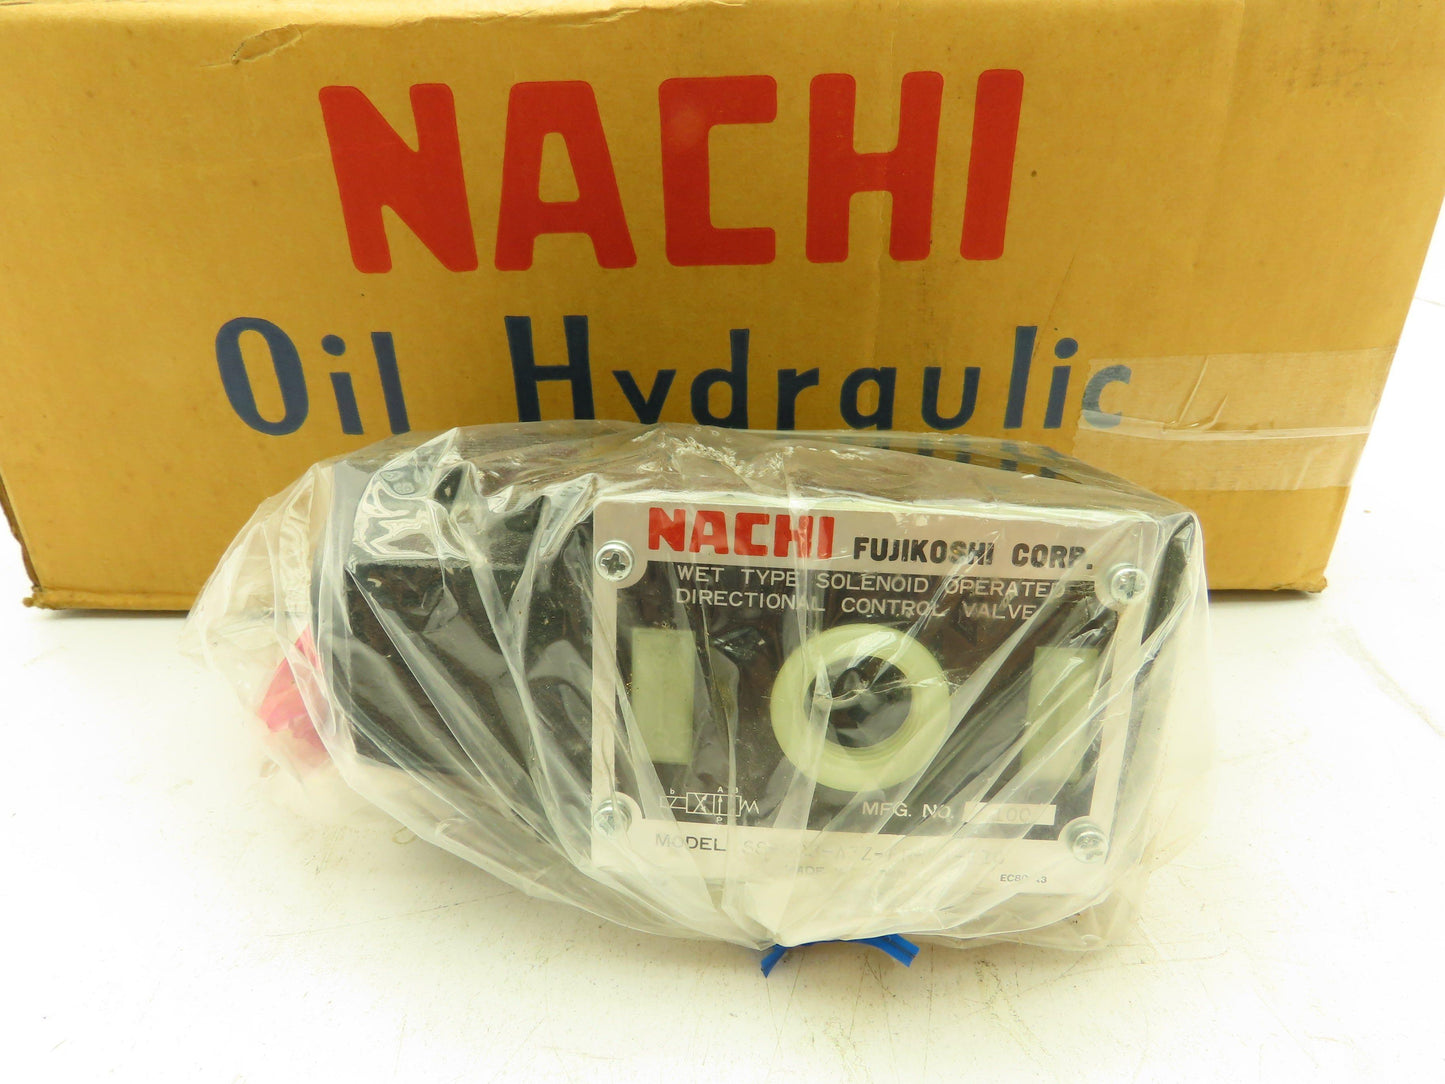 NACHI
Oil Hydraulic
NACHI FUJIKOSHI CORP.
WET TYPE SOLENOID OPERATED
DIRECTIONAL CONTROL VALVE
b
A B
P
MFG. NO.
MODEL